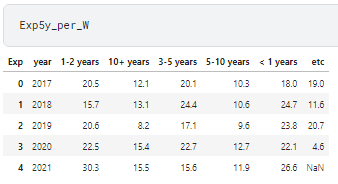 Exp5y_per_W
Exp year 1-2 years 10+ years 3-5 years 5-10 years < 1 years etc
0 2017 20.5 12.1 20.1 10.3 18.0 19.0
1 2018 15.7 13.1 24.4 10.6 24.7 11.6
2 2019 20.6 8.2 17.1 9.6 23.8 20.7
3 2020 22.5 15.4 22.7 12.7 22.1 4.6
4 2021 30.3 15.5 15.6 11.9 26.6 NaN